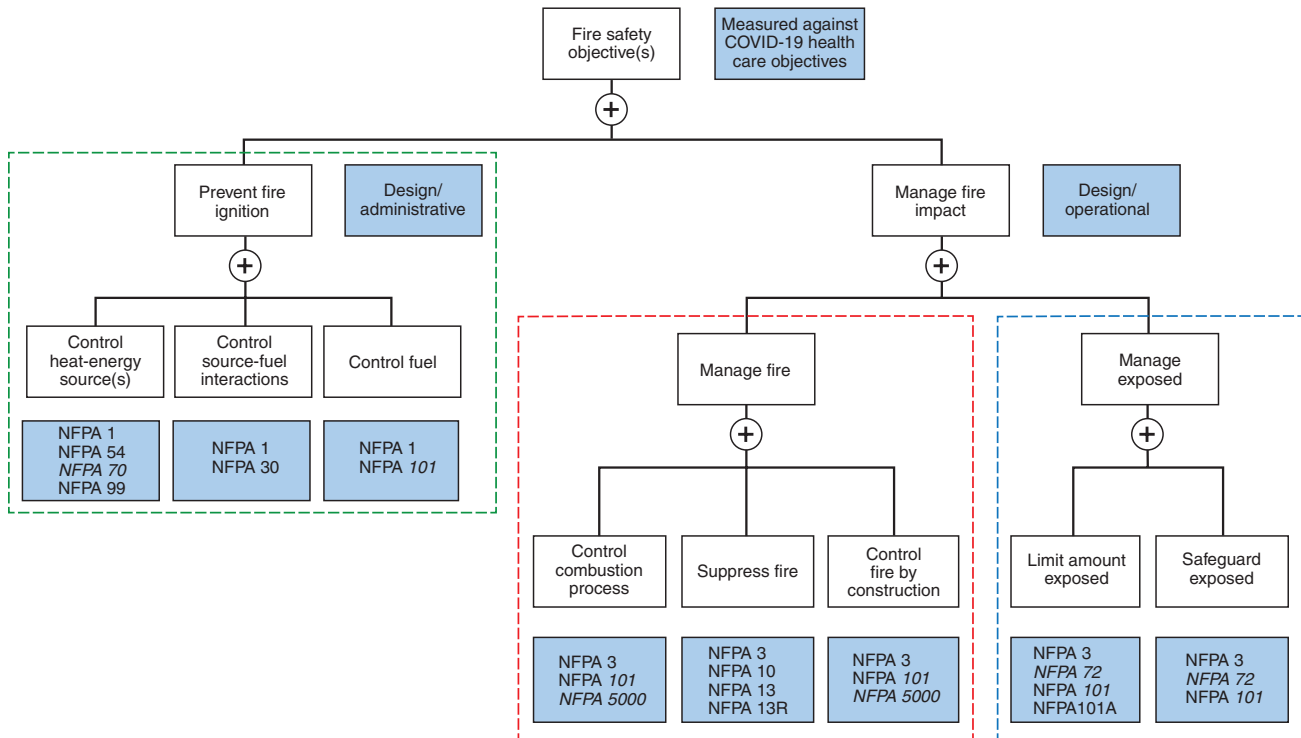 Fire safety
objective(s)
Measured against
COVID-19 health
care objectives
+
Prevent fire
ignition
Design/
administrative
Manage fire
impact
Design/
operational
+
+
Control
heat-energy
source(s)
Control
source-fuel
interactions
Control fuel
Manage fire
Manage
exposed
NFPA 1
NFPA 54
NFPA 70
NFPA 99
NFPA 1
NFPA 30
NFPA 1
NFPA 101
+
+
Control
combustion
process
Suppress fire
Control
fire by
construction
Limit amount
exposed
Safeguard
exposed
NFPA 3
NFPA 101
NFPA 5000
NFPA 3
NFPA 10
NFPA 13
NFPA 13R
NFPA 3
NFPA 101
NFPA 5000
NFPA 3
NFPA 72
NFPA 101
NFPA101A
NFPA 3
NFPA 72
NFPA 101